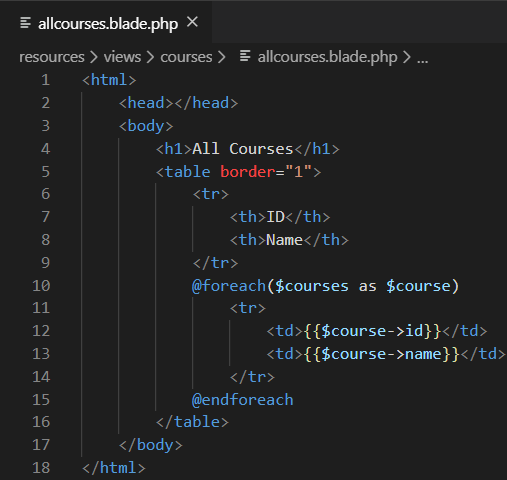 allcourses.blade.php ×
resources > views > courses > allcourses.blade.php > ...
1 <html>
2     <head></head>
3     <body>
4         <h1>All Courses</h1>
5         <table border="1">
6             <tr>
7                 <th>ID</th>
8                 <th>Name</th>
9             </tr>
10             @foreach($courses as $course)
11                 <tr>
12                     <td>{{$course->id}}</td>
13                     <td>{{$course->name}}</td>
14                 </tr>
15             @endforeach
16         </table>
17     </body>
18 </html>